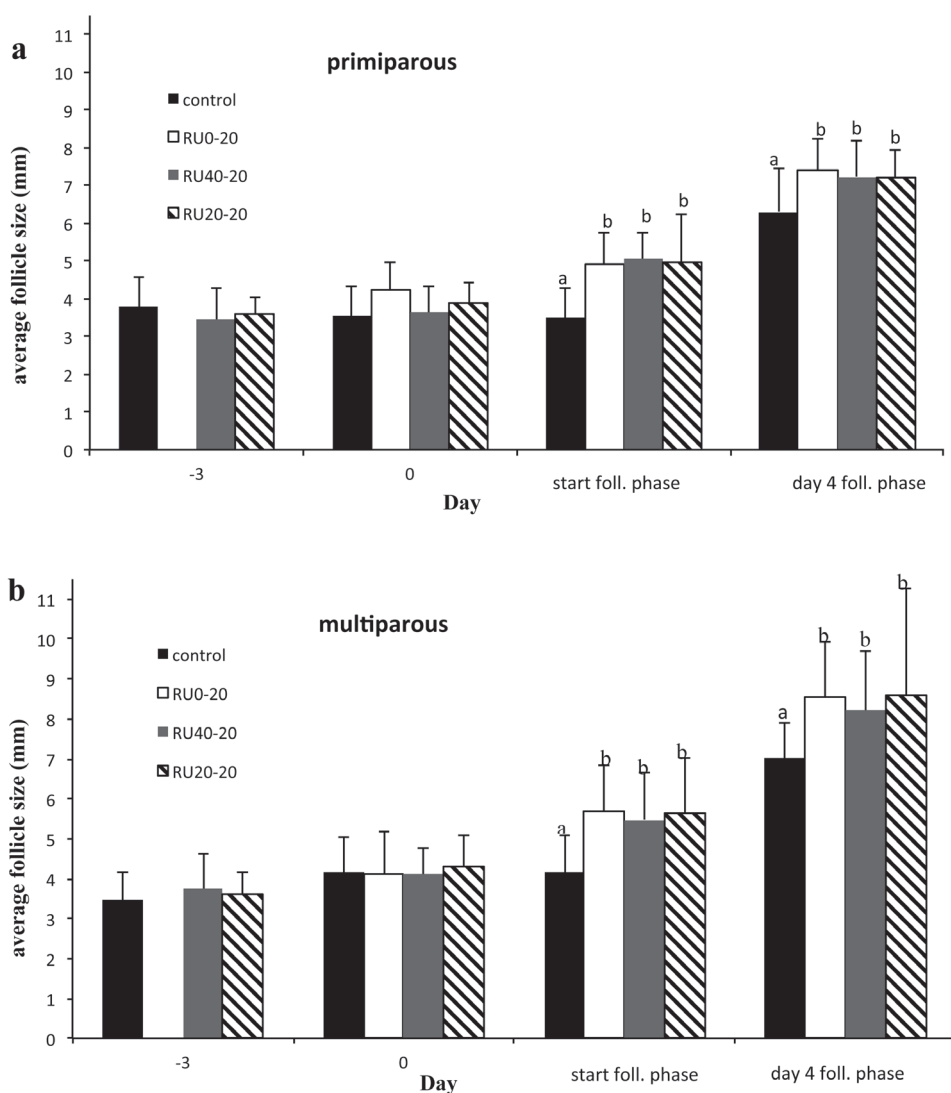 a
primiparous
control
RU0-20
RU40-20
RU20-20
average follicle size (mm)
11
10
9
8
7
6
5
4
3
2
1
0
a b b b
a b b b
-3 0 start foll. phase day 4 foll. phase
Day
b
multiparous
control
RU0-20
RU40-20
RU20-20
average follicle size (mm)
11
10
9
8
7
6
5
4
3
2
1
0
a b b b
a b b b
-3 0 start foll. phase day 4 foll. phase
Day